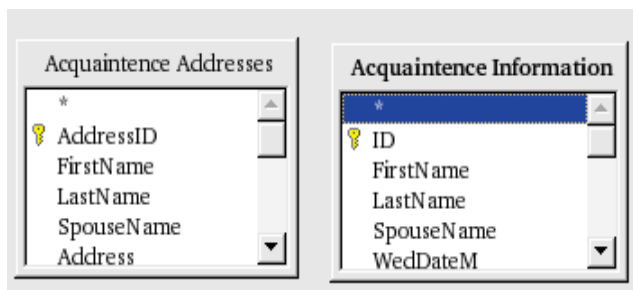 Acquaintence Addresses
*
AddressID
FirstName
LastName
SpouseName
Address
Acquaintence Information
*
ID
FirstName
LastName
SpouseName
WedDateM